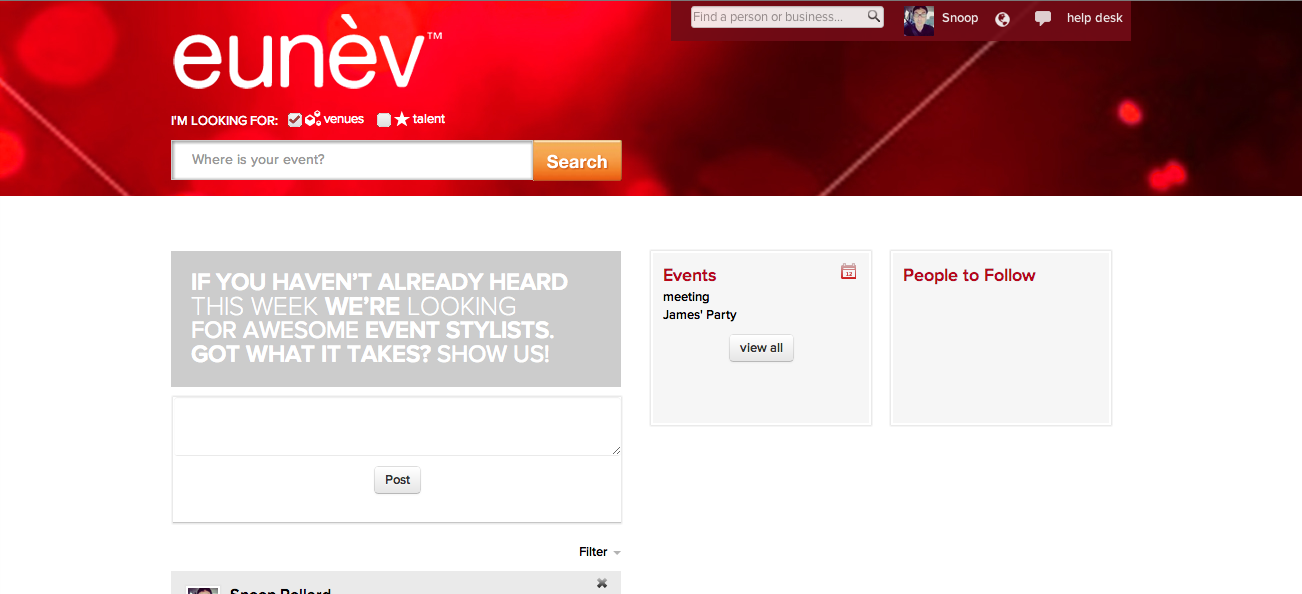 Find a person or business...
Snoop
help desk
eunèv™
I'M LOOKING FOR: venues talent
Where is your event?
Search
IF YOU HAVEN'T ALREADY HEARD
THIS WEEK WE'RE LOOKING
FOR AWESOME EVENT STYLISTS.
GOT WHAT IT TAKES? SHOW US!
Events
12
meeting
James' Party
view all
People to Follow
Post
Filter
Snoop Pollard